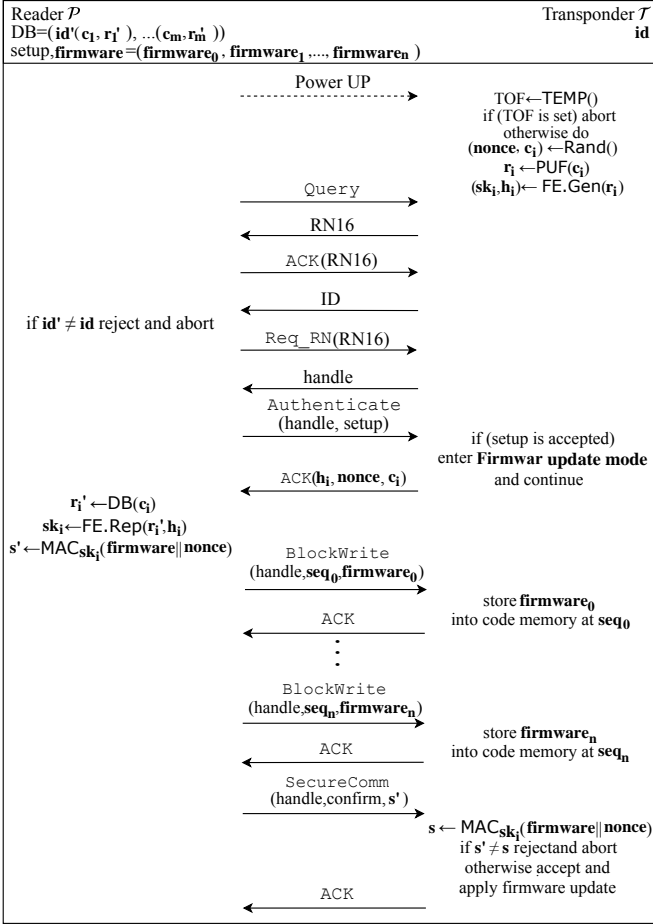 Reader P
Transponder T
DB=(id'(c1, r1'), ...(cm,rm'))
id
setup,firmware=(firmware0, firmware1,..., firmwaren)
Power UP
TOF←TEMP()
if (TOF is set) abort
otherwise do
(nonce, ci)←Rand()
ri←PUF(ci)
(ski,hi)←FE.Gen(ri)
Query
RN16
ACK(RN16)
ID
if id' ≠ id reject and abort
Req_RN(RN16)
handle
Authenticate
(handle, setup)
if (setup is accepted)
enter Firmwar update mode
and continue
ACK(hi, nonce, ci)
ri'←DB(ci)
ski←FE.Rep(ri',hi)
s'←MACski(firmware||nonce)
BlockWrite
(handle,seq0,firmware0)
store firmware0
into code memory at seq0
ACK
BlockWrite
(handle,seqn,firmwaren)
store firmwaren
into code memory at seqn
ACK
SecureComm
(handle,confirm, s')
s← MACski(firmware||nonce)
if s' ≠ s rejectand abort
otherwise accept and
apply firmware update
ACK